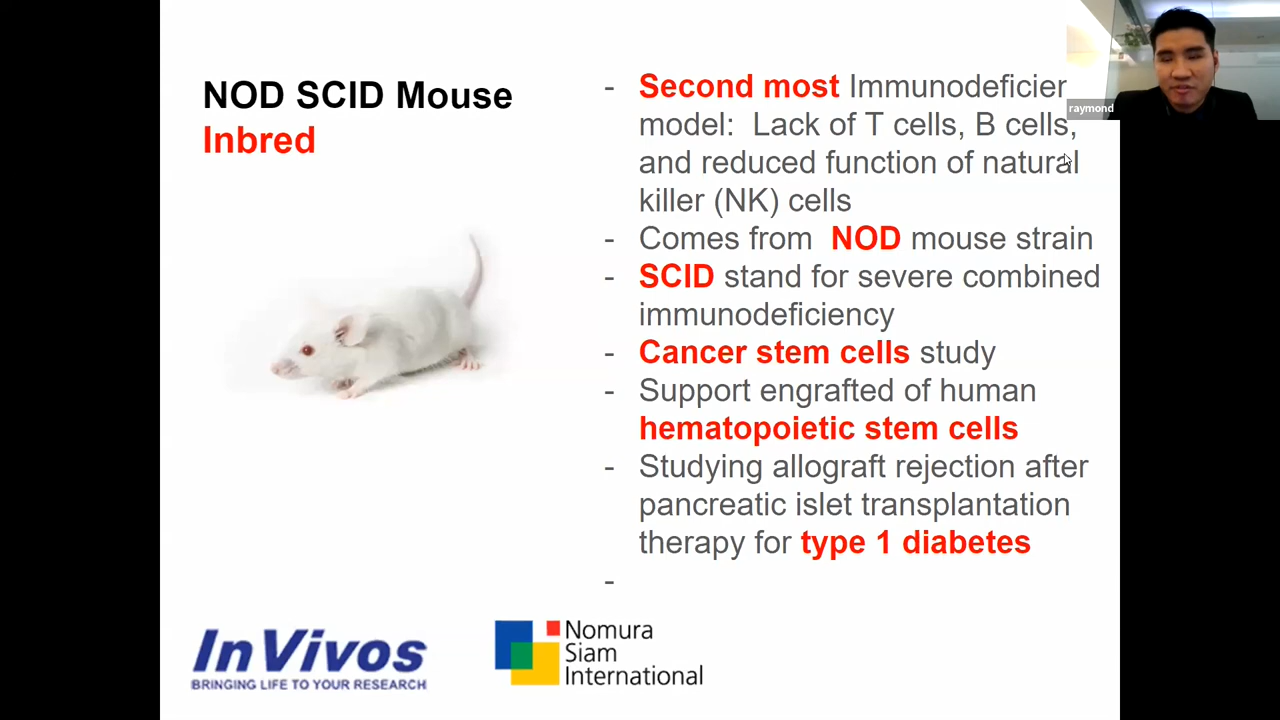 NOD SCID Mouse
Inbred
- Second most Immunodeficien
model: Lack of T cells, B cells,
and reduced function of natural
killer (NK) cells
- Comes from NOD mouse strain
- SCID stand for severe combined
immunodeficiency
- Cancer stem cells study
- Support engrafted of human
hematopoietic stem cells
- Studying allograft rejection after
pancreatic islet transplantation
therapy for type 1 diabetes
-
InVivos
BRINGING LIFE TO YOUR RESEARCH
Nomura
Siam
International
raymond